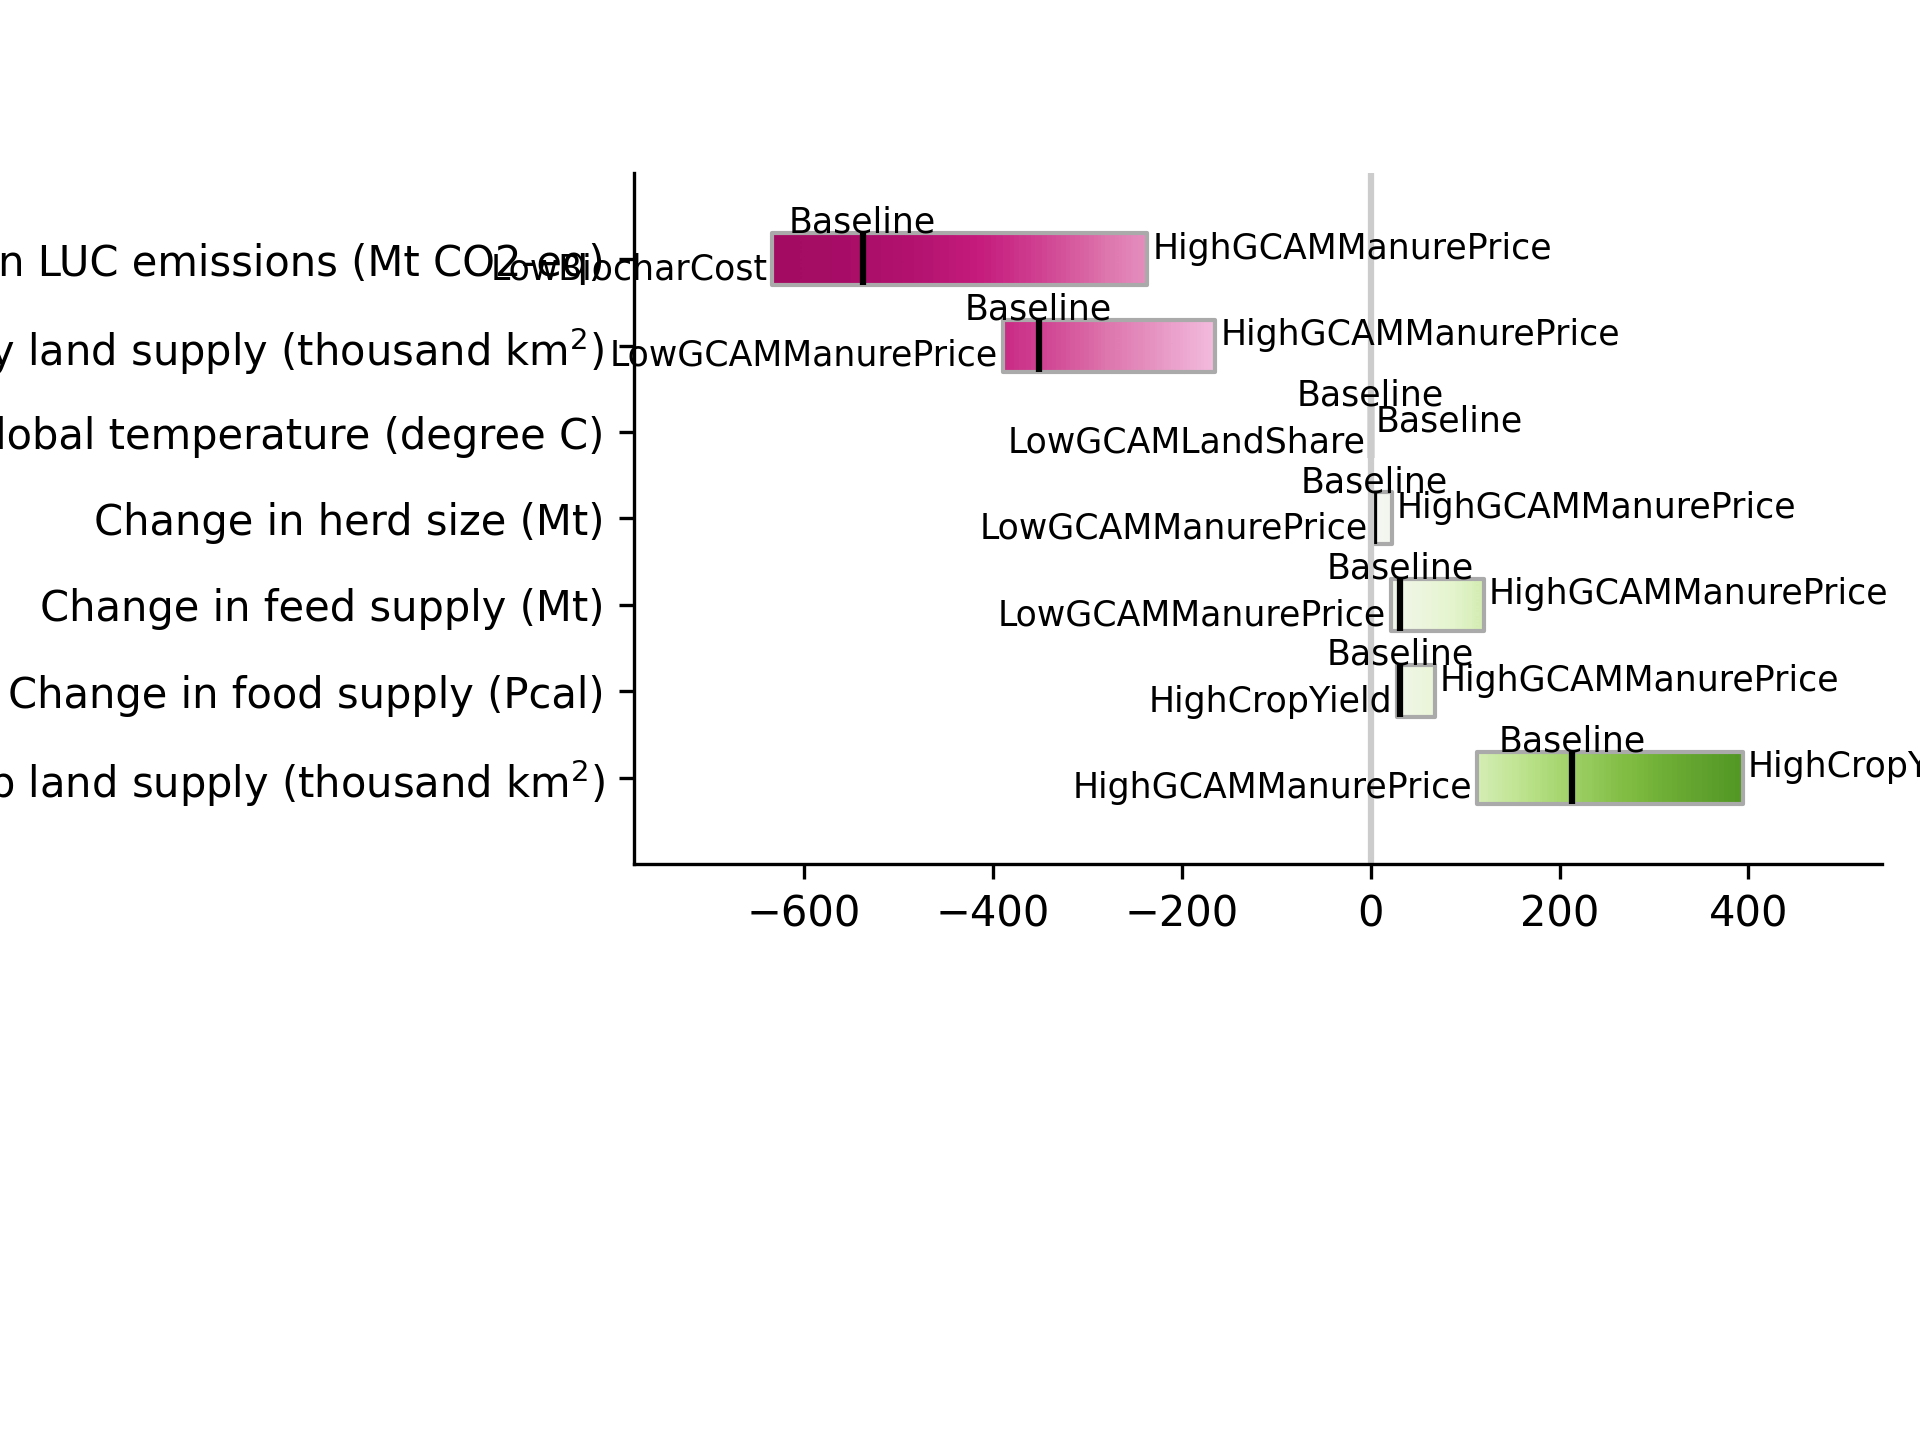 Baseline
n LUC emissions (Mt CO2-eq) LowBiocharCost HighGCAMManurePrice
Baseline
y land supply (thousand km²) LowGCAMManurePrice HighGCAMManurePrice
Baseline
lobal temperature (degree C) LowGCAMLandShare Baseline
Baseline
Change in herd size (Mt) LowGCAMManurePrice HighGCAMManurePrice
Baseline
Change in feed supply (Mt) LowGCAMManurePrice HighGCAMManurePrice
Baseline
Change in food supply (Pcal) HighCropYield HighGCAMManurePrice
Baseline
p land supply (thousand km²) HighGCAMManurePrice HighCropY
−600 −400 −200 0 200 400